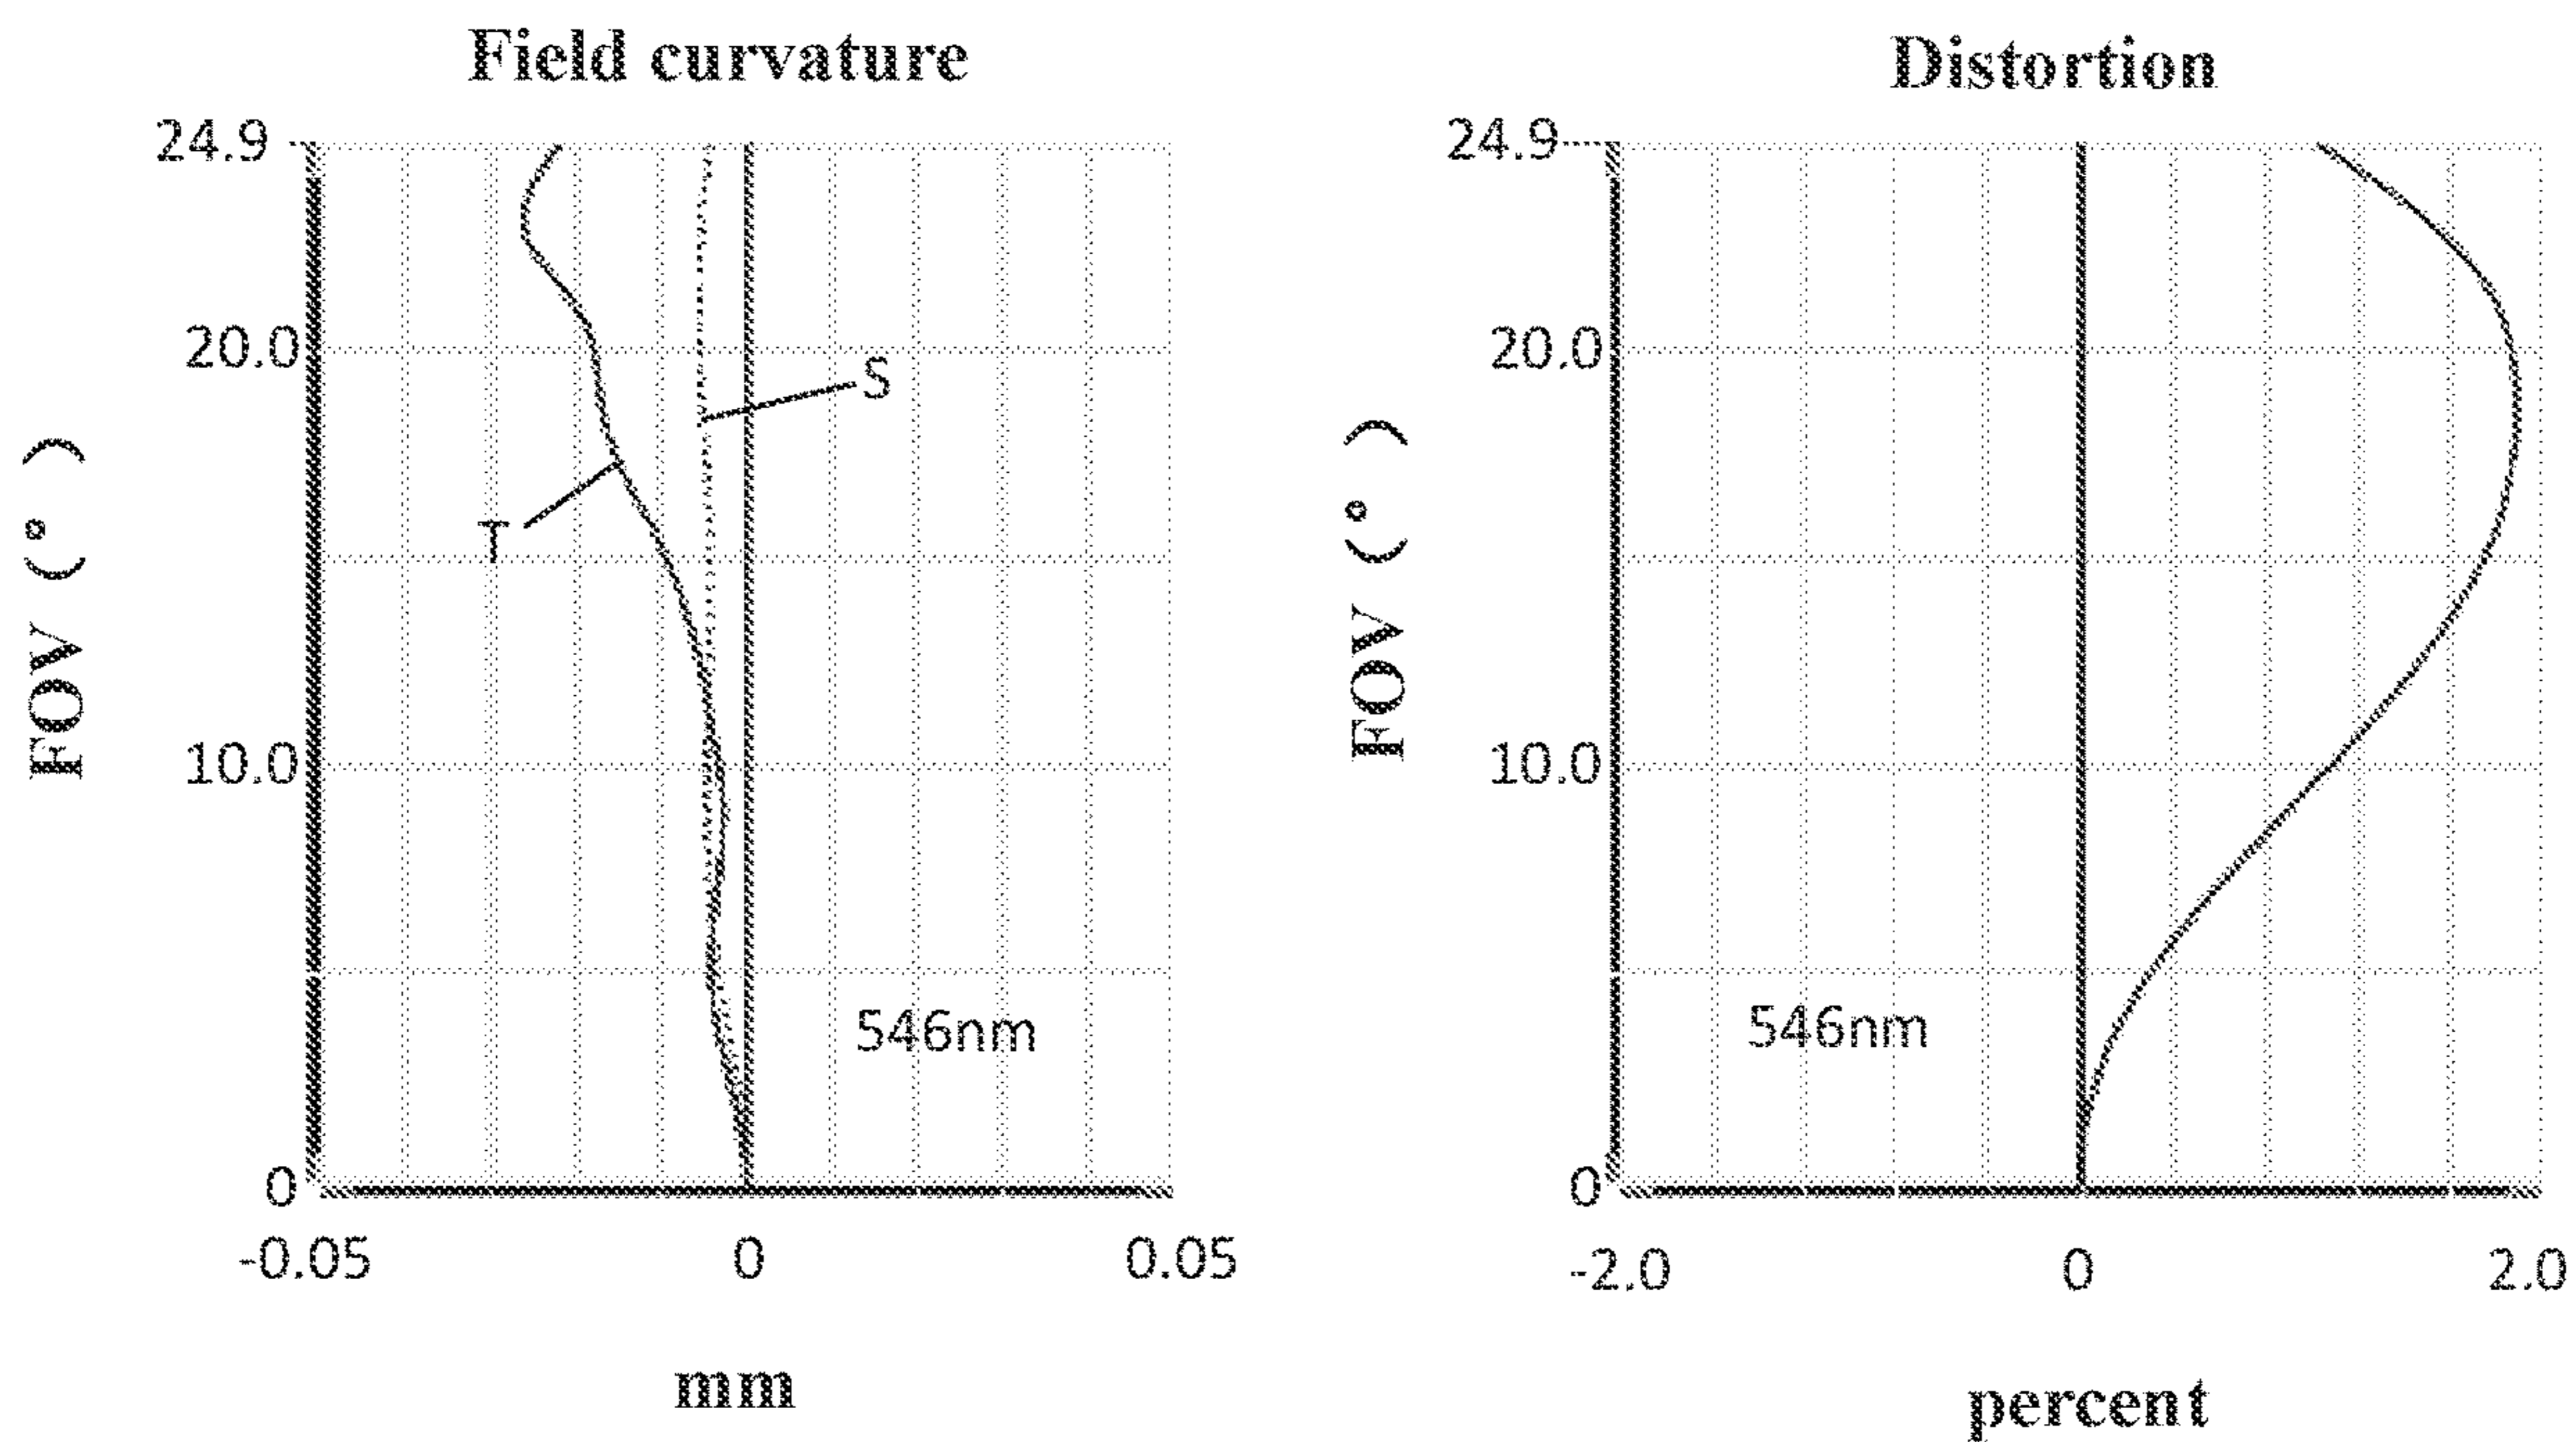 Field curvature
24.9
20.0
10.0
0
FOV (°)
S
T
546nm
-0.05
0
0.05
mm
Distortion
24.9
20.0
10.0
0
FOV (°)
546nm
-2.0
0
2.0
percent